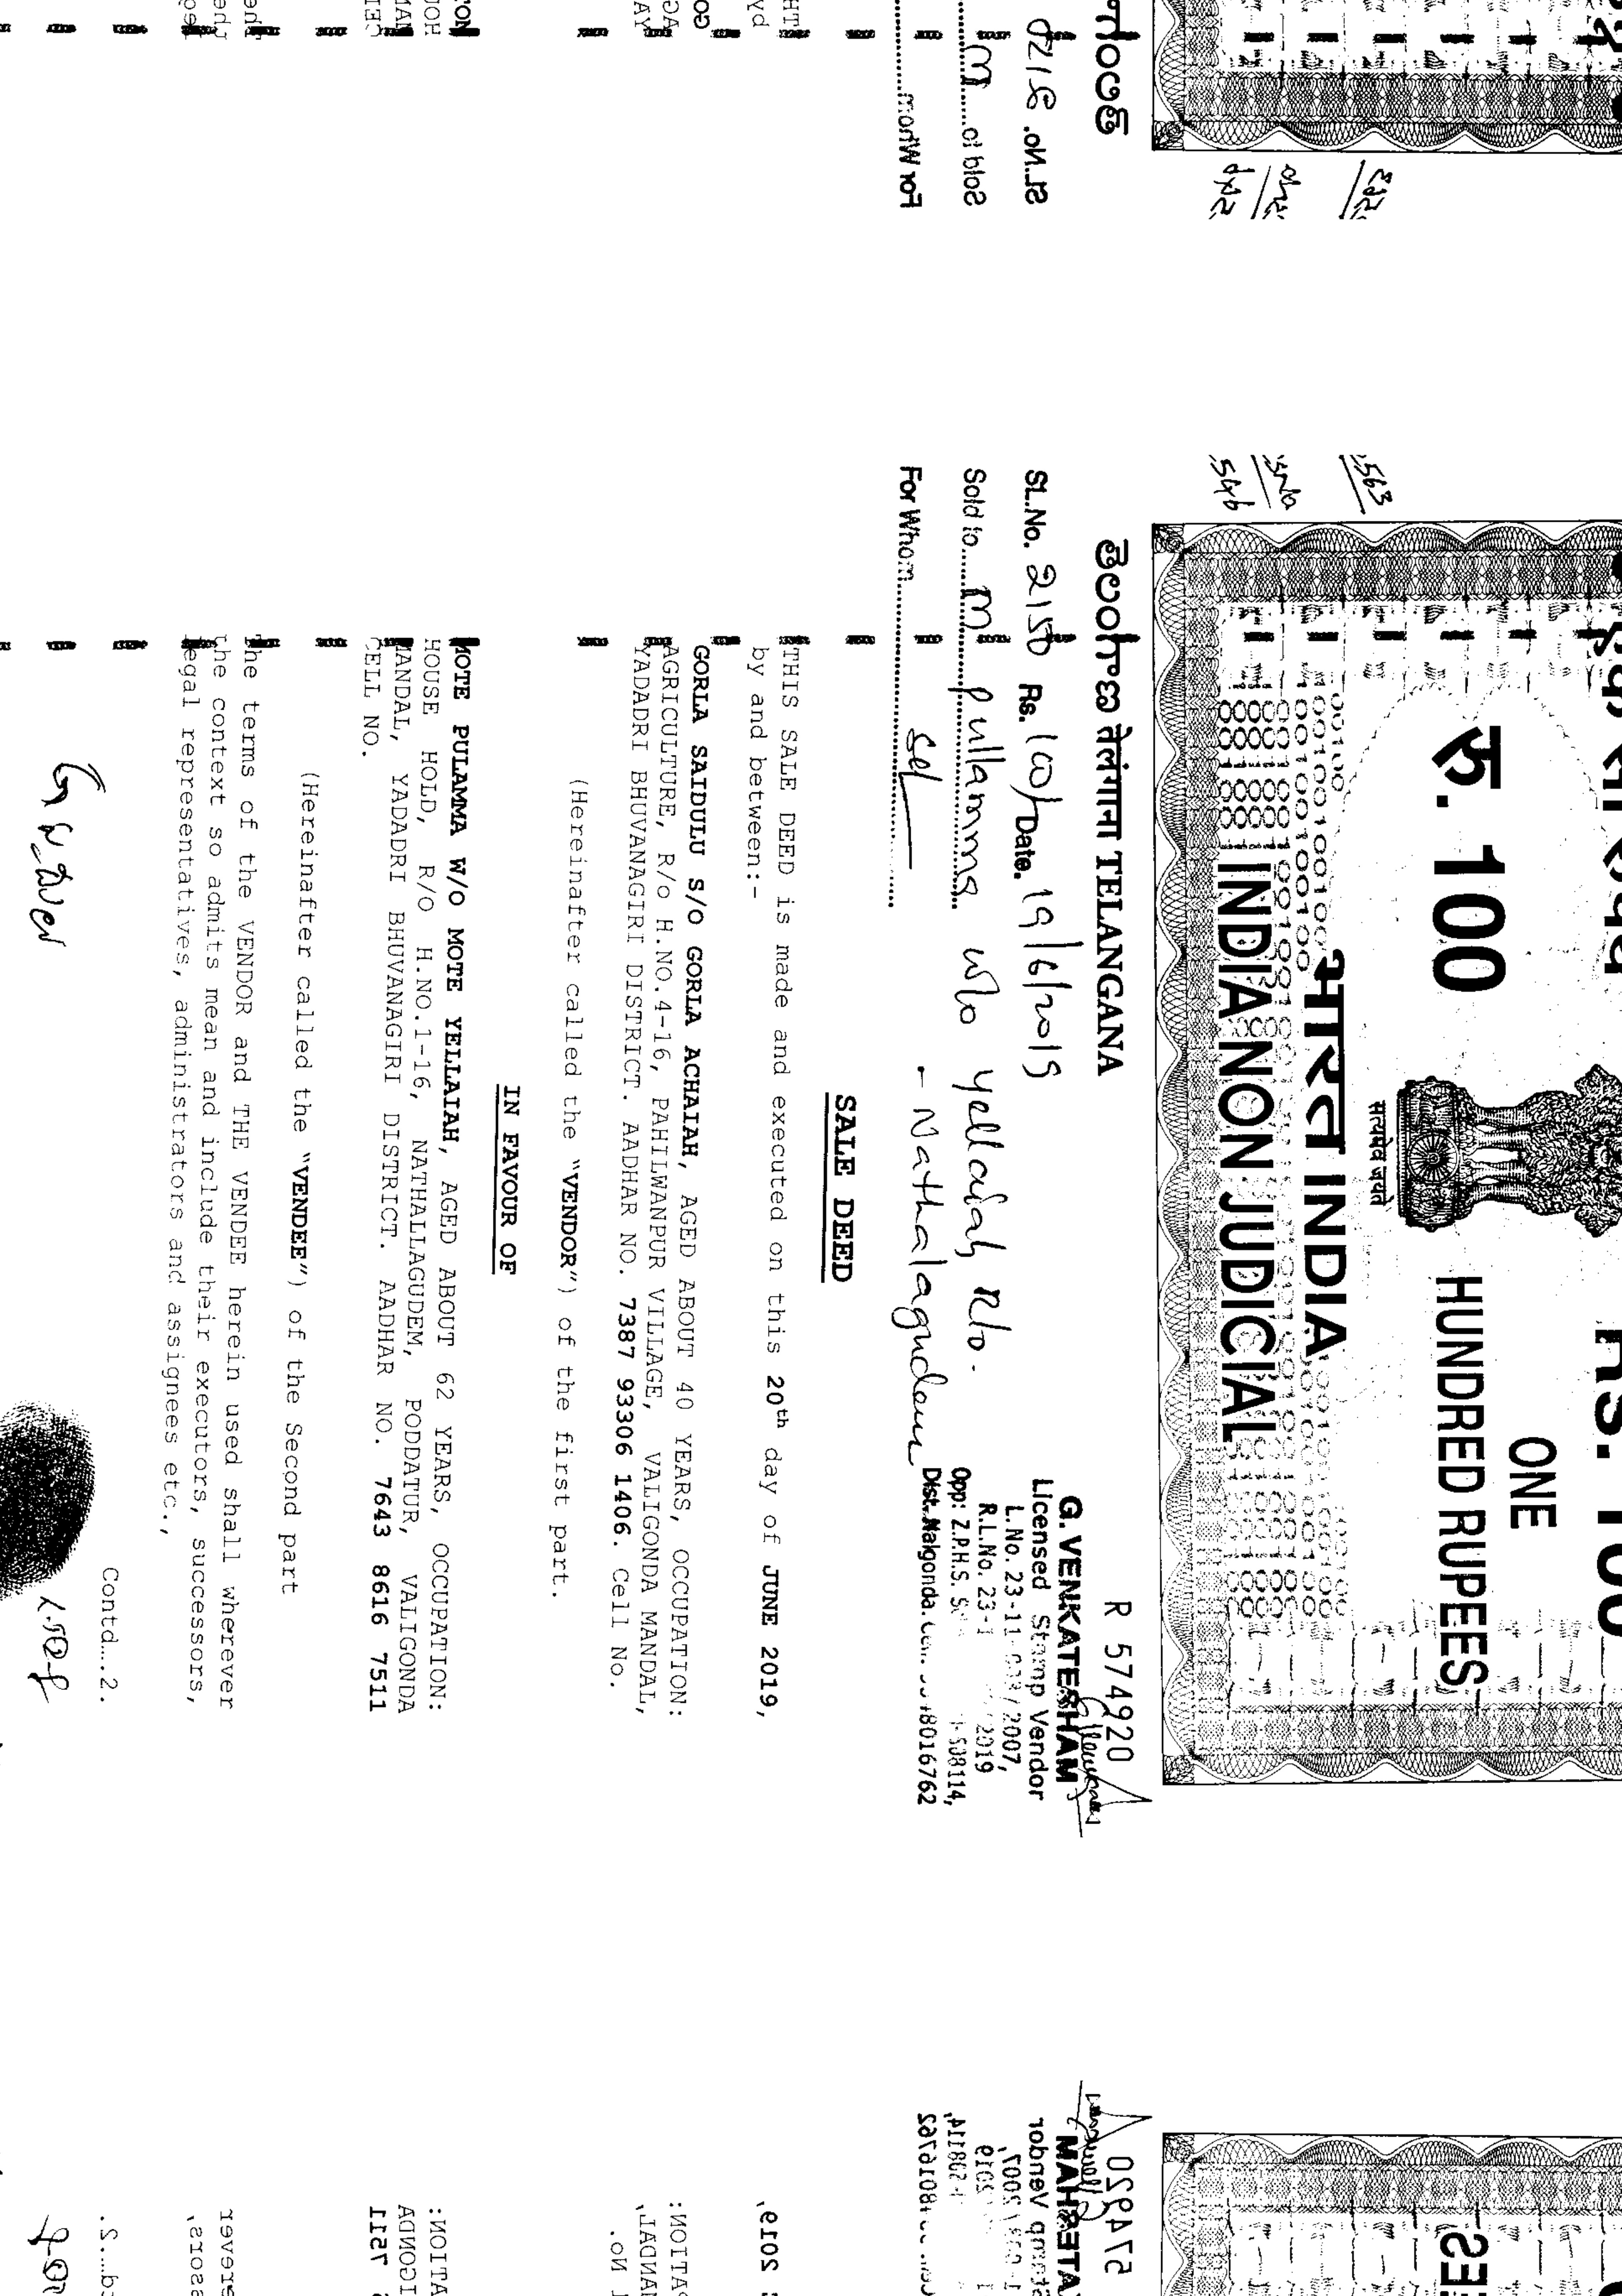 एक सौ रुपये
Rs. 100
रु. 100
ONE
HUNDRED RUPEES
सत्यमेव जयते
भारत INDIA
INDIA NON JUDICIAL
తెలంగాణ तेलंगाना TELANGANA
R 574920
SL.No. 2150 Rs. 100/ Date. 19/6/2019
Sold to M Pullamma W/o Yellaiah R/o.
For Whom Self - Nathalagudem
G. VENKATESHAM
Licensed Stamp Vendor
L.No. 23-11-033/2007,
R.L.No. 23-1 2019
Opp: Z.P.H.S. 508114,
Dist. Nalgonda. 8016762
563
546
SALE DEED
THIS SALE DEED is made and executed on this 20th day of JUNE 2019,
by and between:-
GORLA SAIDULU S/O GORLA ACHAIAH, AGED ABOUT 40 YEARS, OCCUPATION:
AGRICULTURE, R/o H.NO.4-16, PAHILWANPUR VILLAGE, VALIGONDA MANDAL,
YADADRI BHUVANAGIRI DISTRICT. AADHAR NO. 7387 93306 1406. Cell No.
(Hereinafter called the "VENDOR") of the first part.
IN FAVOUR OF
MOTE PULAMMA W/O MOTE YELLAIAH, AGED ABOUT 62 YEARS, OCCUPATION:
HOUSE HOLD, R/O H.NO.1-16, NATHALLAGUDEM, PODDATUR, VALIGONDA
MANDAL, YADADRI BHUVANAGIRI DISTRICT. AADHAR NO. 7643 8616 7511
CELL NO.
(Hereinafter called the "VENDEE") of the Second part
The terms of the VENDOR and THE VENDEE herein used shall wherever
the context so admits mean and include their executors, successors,
legal representatives, administrators and assignees etc.,
Contd....2.